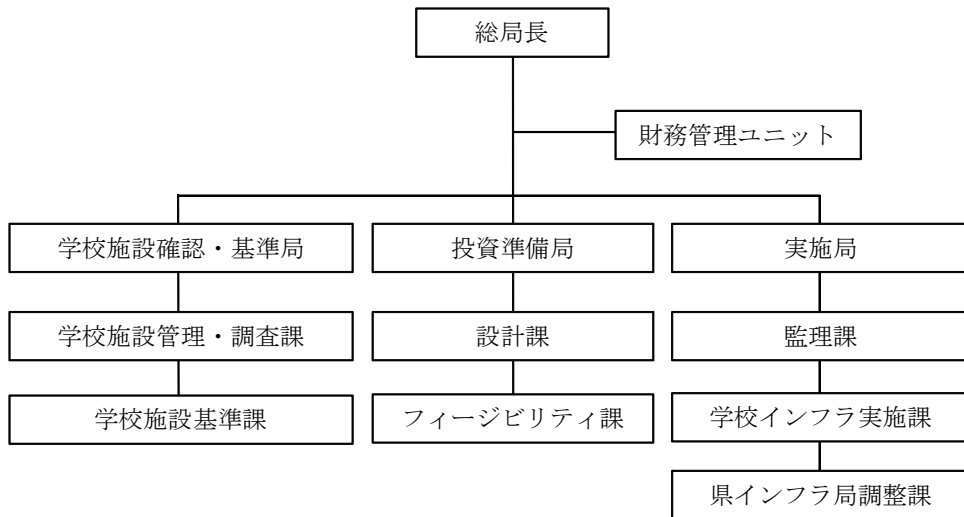 総局長
財務管理ユニット
学校施設確認・基準局
投資準備局
実施局
学校施設管理・調査課
設計課
監理課
学校施設基準課
フィージビリティ課
学校インフラ実施課
県インフラ局調整課